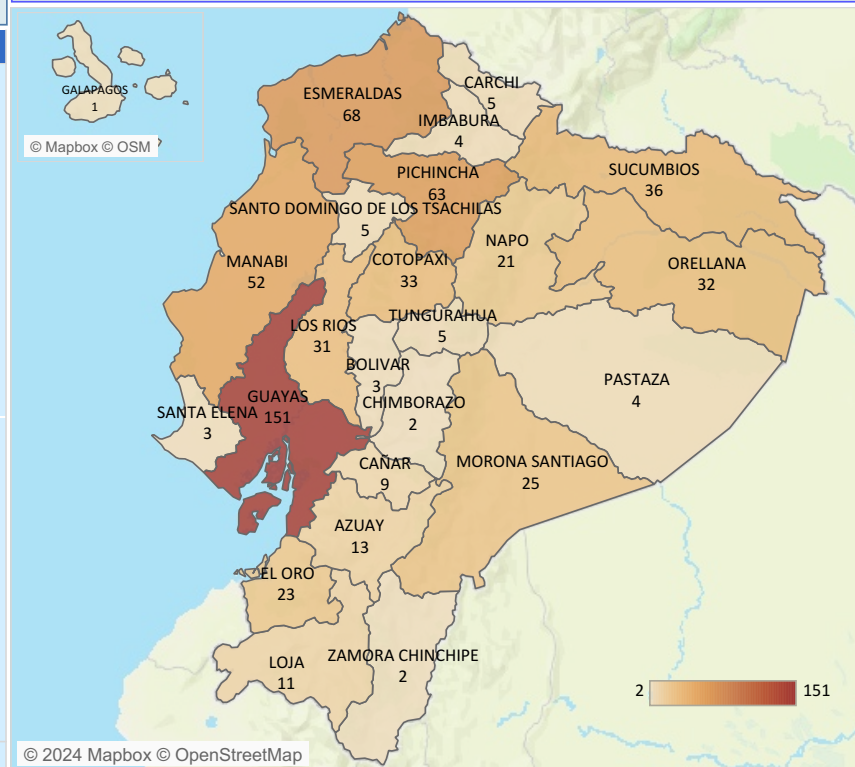 GALAPAGOS
1
© Mapbox © OSM
ESMERALDAS
68
CARCHI
5
IMBABURA
4
PICHINCHA
63
SUCUMBIOS
36
SANTO DOMINGO DE LOS TSACHILAS
5
NAPO
21
MANABI
52
COTOPAXI
33
ORELLANA
32
LOS RIOS
31
TUNGURAHUA
5
BOLIVAR
3
PASTAZA
4
GUAYAS
151
CHIMBORAZO
2
SANTA ELENA
3
CAÑAR
9
MORONA SANTIAGO
25
AZUAY
13
EL ORO
23
LOJA
11
ZAMORA CHINCHIPE
2
2 151
© 2024 Mapbox © OpenStreetMap